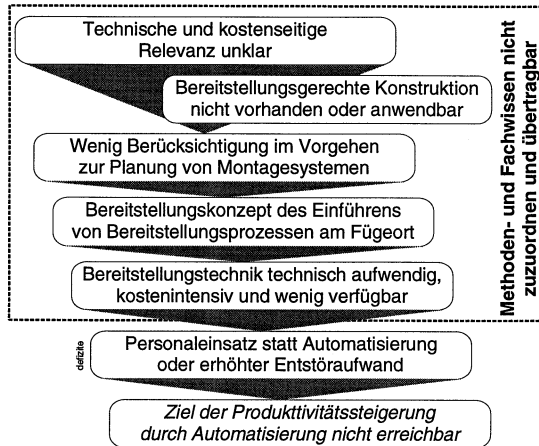 Technische und kostenseitige
Relevanz unklar
Bereitstellungsgerechte Konstruktion
nicht vorhanden oder anwendbar
Wenig Berücksichtigung im Vorgehen
zur Planung von Montagesystemen
Bereitstellungskonzept des Einführens
von Bereitstellungsprozessen am Fügeort
Bereitstellungstechnik technisch aufwendig,
kostenintensiv und wenig verfügbar
Methoden- und Fachwissen nicht
zuzuordnen und übertragbar
defizite
Personaleinsatz statt Automatisierung
oder erhöhter Entstöraufwand
Ziel der Produkttivitätssteigerung
durch Automatisierung nicht erreichbar